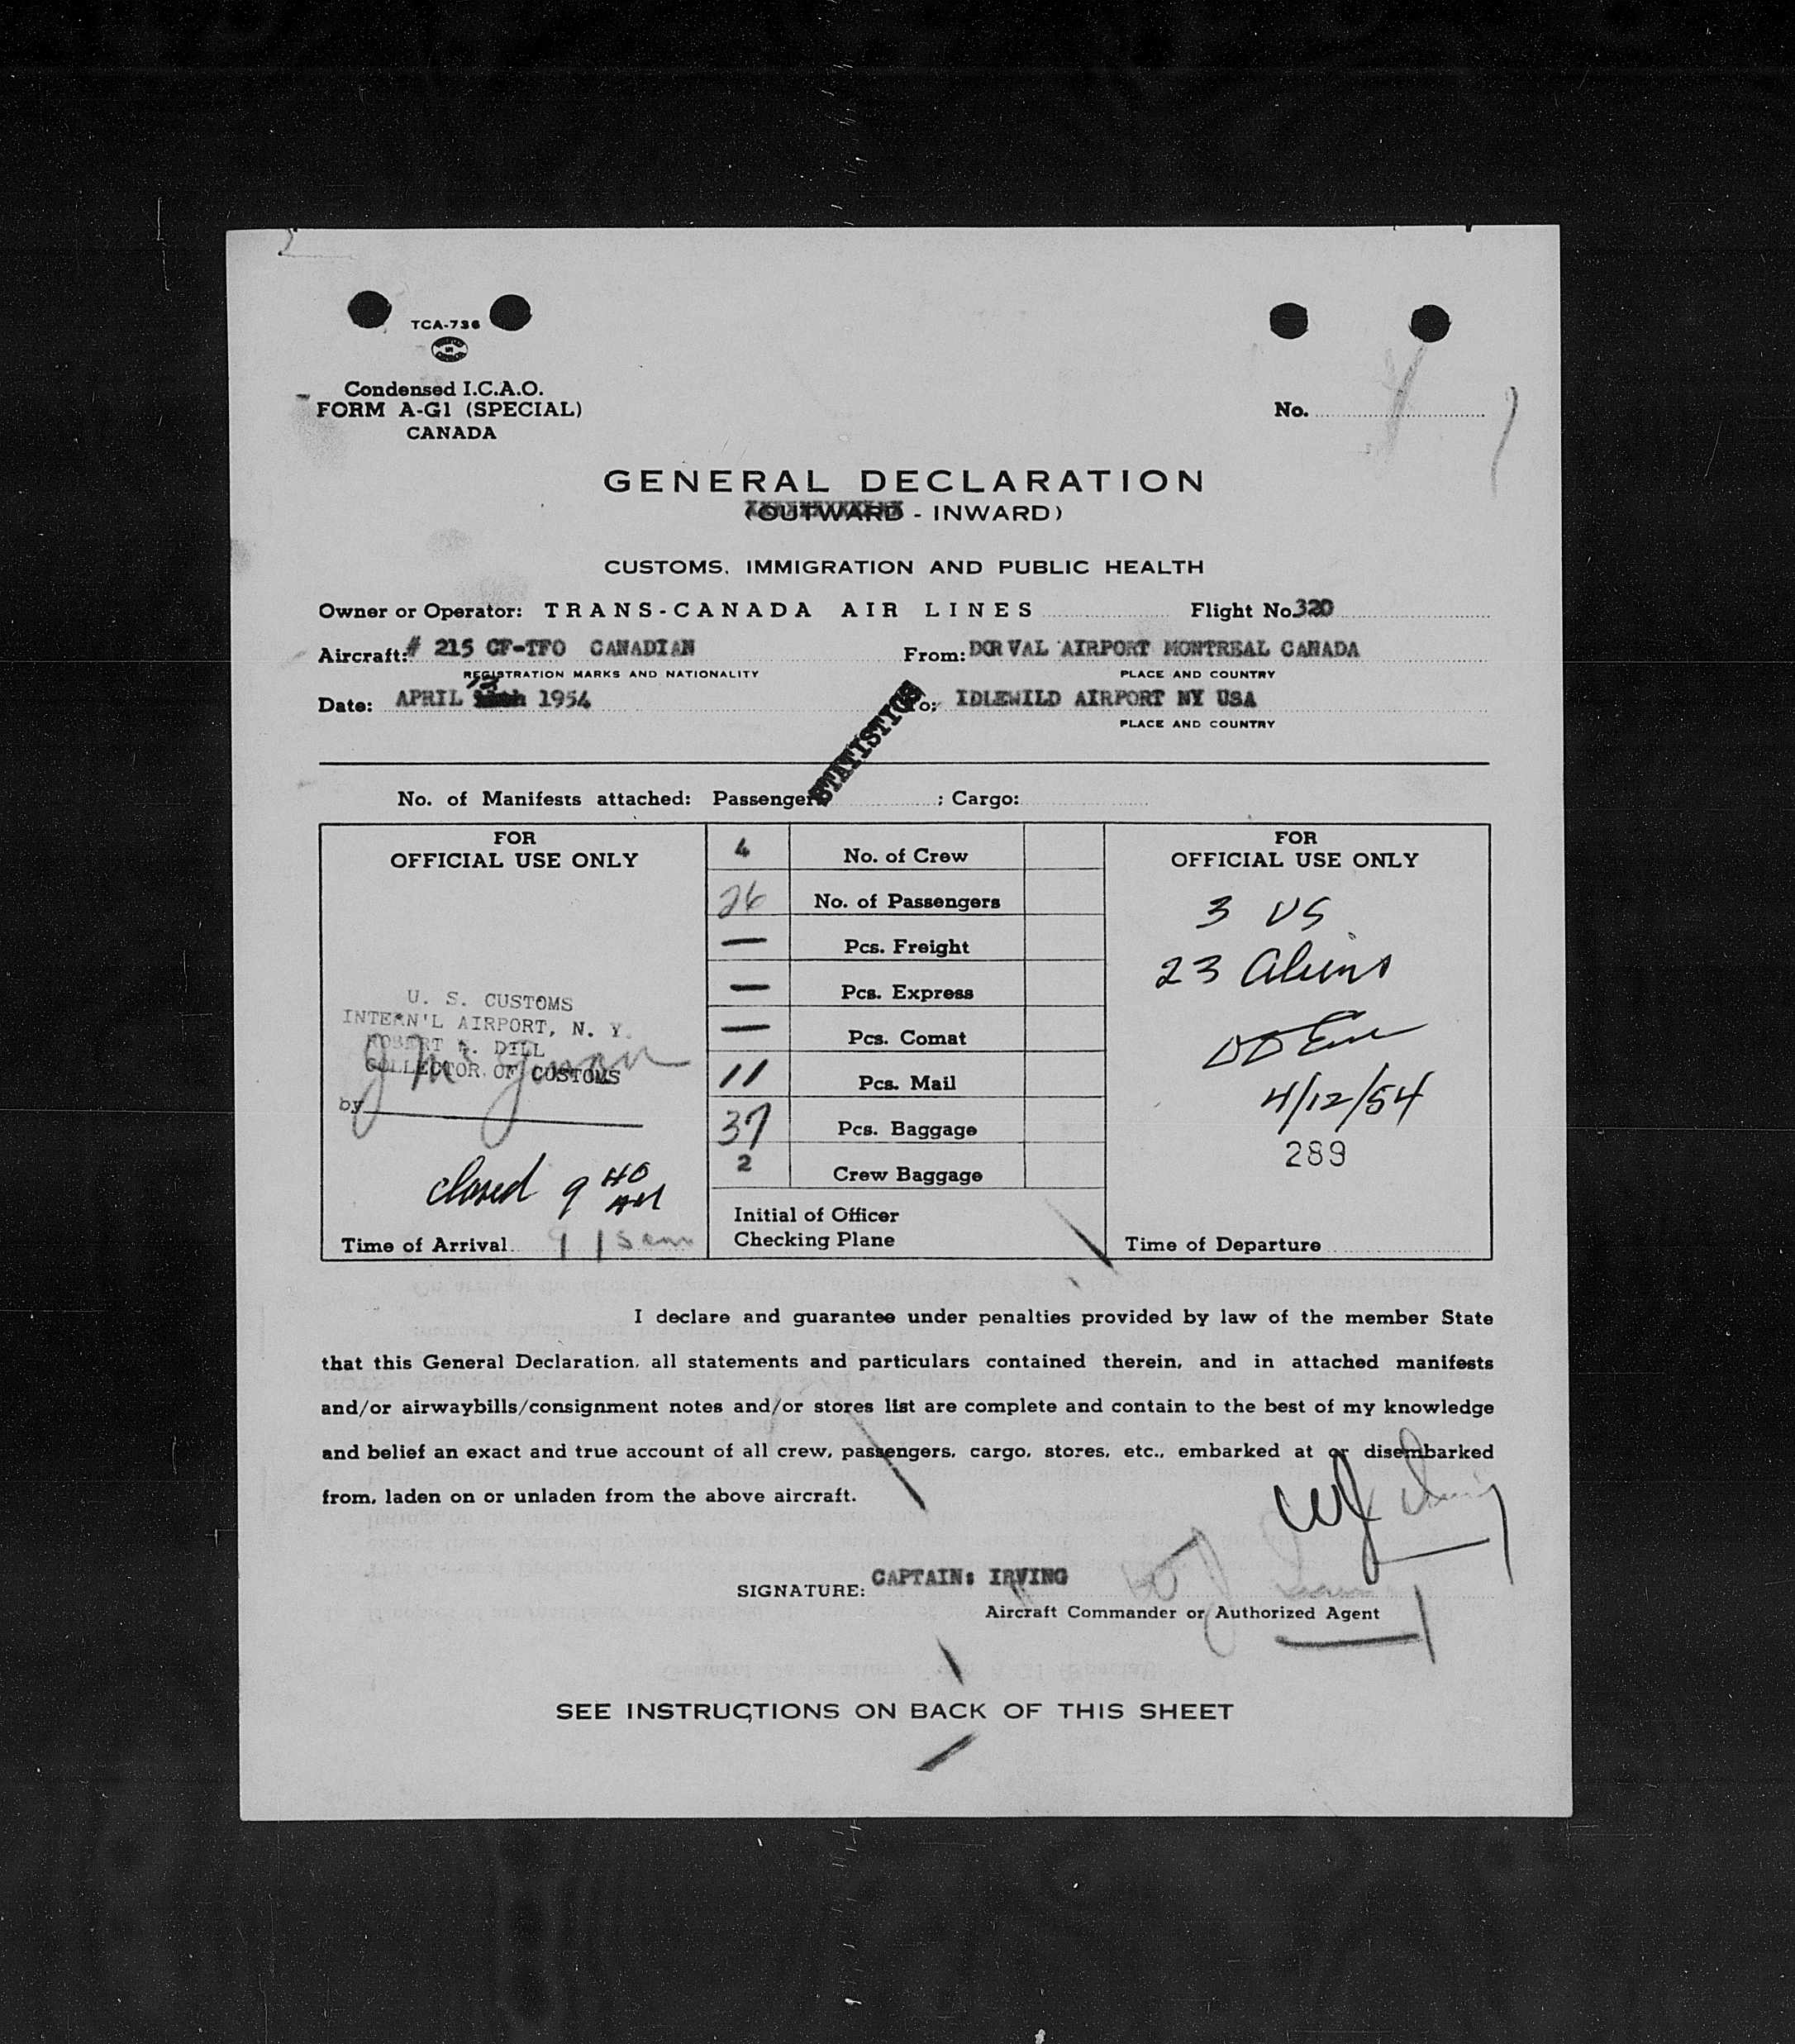 TCA-736
Condensed I.C.A.O.
FORM A-G1 (SPECIAL)
CANADA
No.
GENERAL DECLARATION
(OUTWARD - INWARD)
CUSTOMS, IMMIGRATION AND PUBLIC HEALTH
Owner or Operator: TRANS-CANADA AIR LINES Flight No. 320
Aircraft: # 215 CF-TFO CANADIAN From: DORVAL AIRPORT MONTREAL CANADA
REGISTRATION MARKS AND NATIONALITY PLACE AND COUNTRY
Date: APRIL 12 1954 To: IDLEWILD AIRPORT NY USA
PLACE AND COUNTRY
STATISTICS
No. of Manifests attached: Passenger ; Cargo:
FOR
OFFICIAL USE ONLY
U. S. CUSTOMS
INTERN'L AIRPORT, N. Y.
ROBERT A. DILL
COLLECTOR OF CUSTOMS
by
closed 9 40 AM
Time of Arrival 9 15am
4 No. of Crew
26 No. of Passengers
— Pcs. Freight
— Pcs. Express
— Pcs. Comat
11 Pcs. Mail
37 Pcs. Baggage
2 Crew Baggage
Initial of Officer
Checking Plane
FOR
OFFICIAL USE ONLY
3 US
23 Aliens
4/12/54
289
Time of Departure
I declare and guarantee under penalties provided by law of the member State
that this General Declaration, all statements and particulars contained therein, and in attached manifests
and/or airwaybills/consignment notes and/or stores list are complete and contain to the best of my knowledge
and belief an exact and true account of all crew, passengers, cargo, stores, etc., embarked at or disembarked
from, laden on or unladen from the above aircraft.
WJ Irving
SIGNATURE: CAPTAIN: IRVING WJ Irving
Aircraft Commander or Authorized Agent
SEE INSTRUCTIONS ON BACK OF THIS SHEET